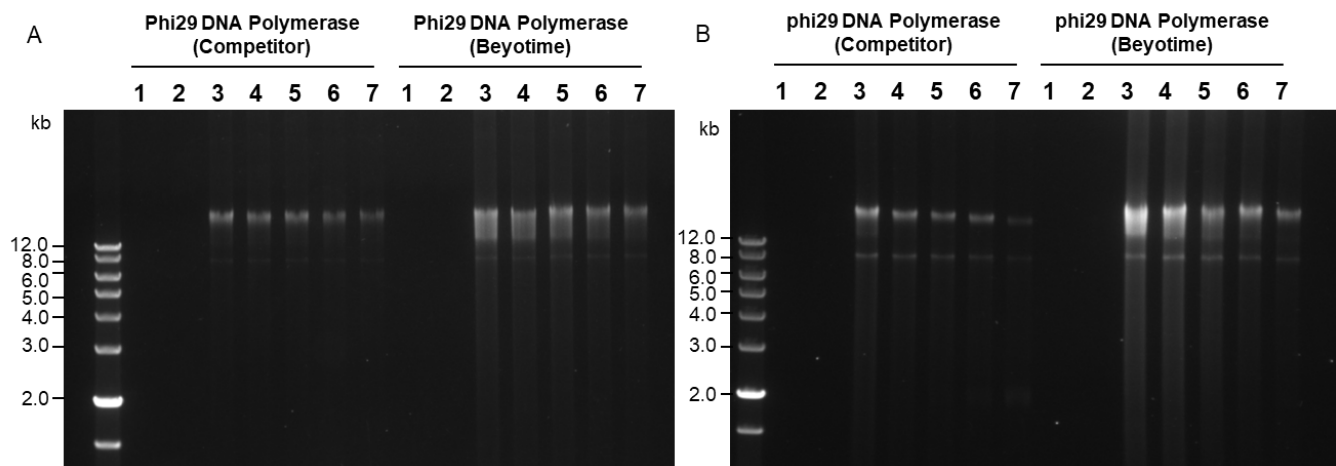 A
Phi29 DNA Polymerase
(Competitor)
Phi29 DNA Polymerase
(Beyotime)
1 2 3 4 5 6 7 1 2 3 4 5 6 7
kb
12.0
8.0
6.0
5.0
4.0
3.0
2.0
B
phi29 DNA Polymerase
(Competitor)
phi29 DNA Polymerase
(Beyotime)
1 2 3 4 5 6 7 1 2 3 4 5 6 7
kb
12.0
8.0
6.0
5.0
4.0
3.0
2.0